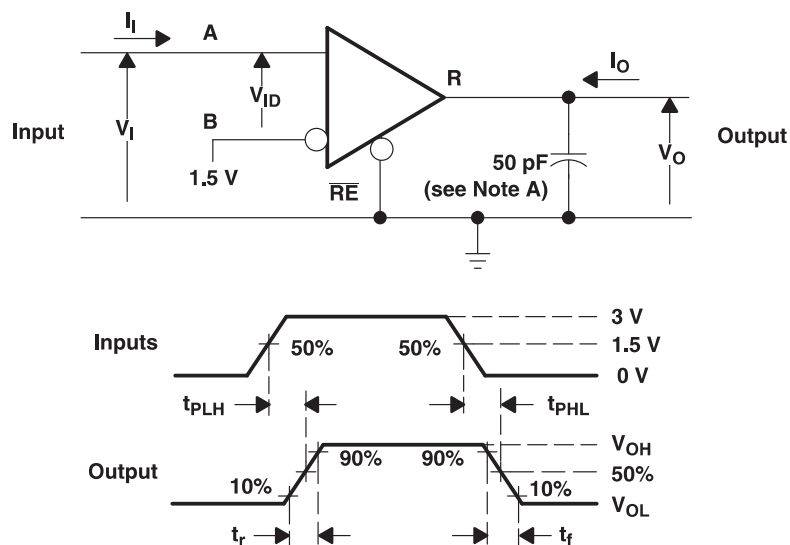 I_I
A
R
I_O
V_ID
B
Input
V_I
1.5 V
RE
50 pF
(see Note A)
V_O
Output
3 V
Inputs
50%
50%
1.5 V
0 V
t_PLH
t_PHL
V_OH
Output
90%
90%
50%
10%
10%
V_OL
t_r
t_f